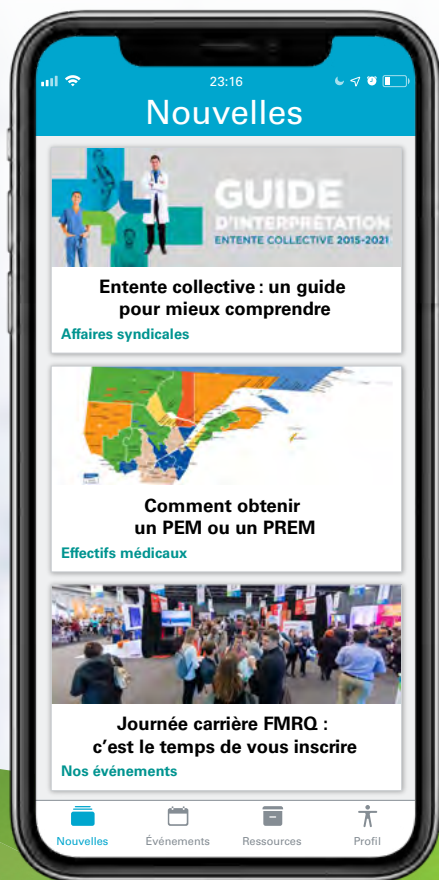 23:16
Nouvelles
GUIDE
D'INTERPRÉTATION
ENTENTE COLLECTIVE 2015-2021
Entente collective : un guide
pour mieux comprendre
Affaires syndicales
Comment obtenir
un PEM ou un PREM
Effectifs médicaux
Journée carrière FMRQ :
c'est le temps de vous inscrire
Nos événements
Nouvelles Événements Ressources Profil